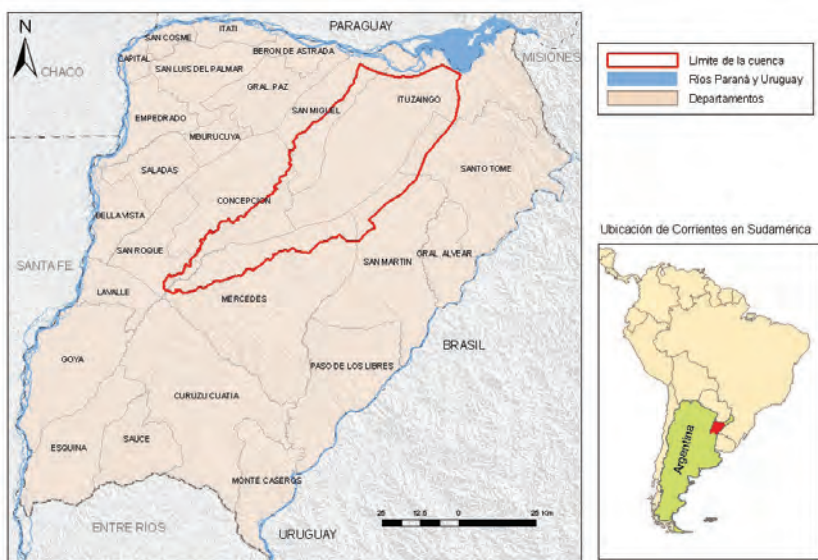 N
PARAGUAY
MISIONES
CHACO
ITATI
SAN COSME
CAPITAL
BERON DE ASTRADA
SAN LUIS DEL PALMAR
GRAL. PAZ
ITUZAINGO
SAN MIGUEL
EMPEDRADO
MBURUCUYA
SALADAS
SANTO TOME
CONCEPCION
BELLA VISTA
SAN ROQUE
GRAL. ALVEAR
SAN MARTIN
SANTA FE
LAVALLE
MERCEDES
BRASIL
GOYA
PASO DE LOS LIBRES
CURUZU CUATIA
ESQUINA
SAUCE
MONTE CASEROS
ENTRE RIOS
URUGUAY
25 12.5 0 25 Km
Límite de la cuenca
Ríos Paraná y Uruguay
Departamentos
Ubicación de Corrientes en Sudamérica
Argentina